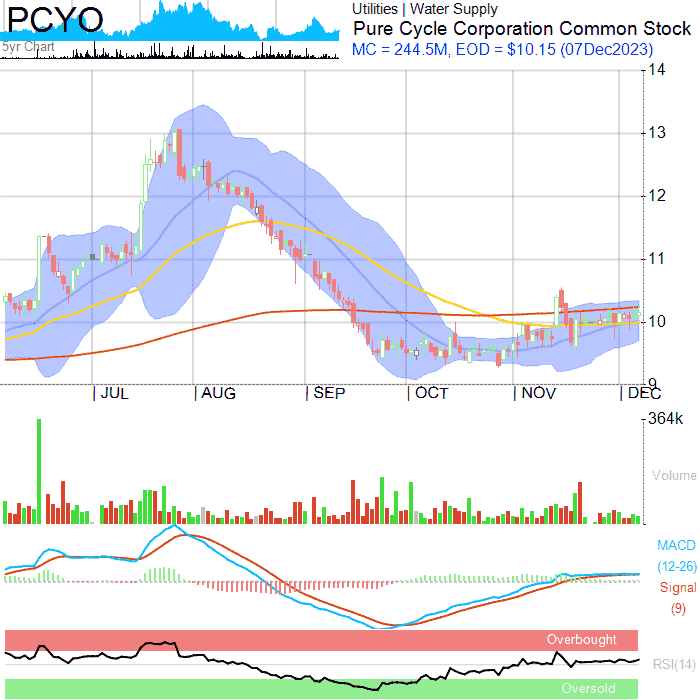 PCYO
Utilities | Water Supply
Pure Cycle Corporation Common Stock
5yr Chart
MC = 244.5M, EOD = $10.15 (07Dec2023)
14
13
12
11
10
9
JUL AUG SEP OCT NOV DEC
364k
Volume
MACD
(12-26)
Signal
(9)
Overbought
RSI(14)
Oversold